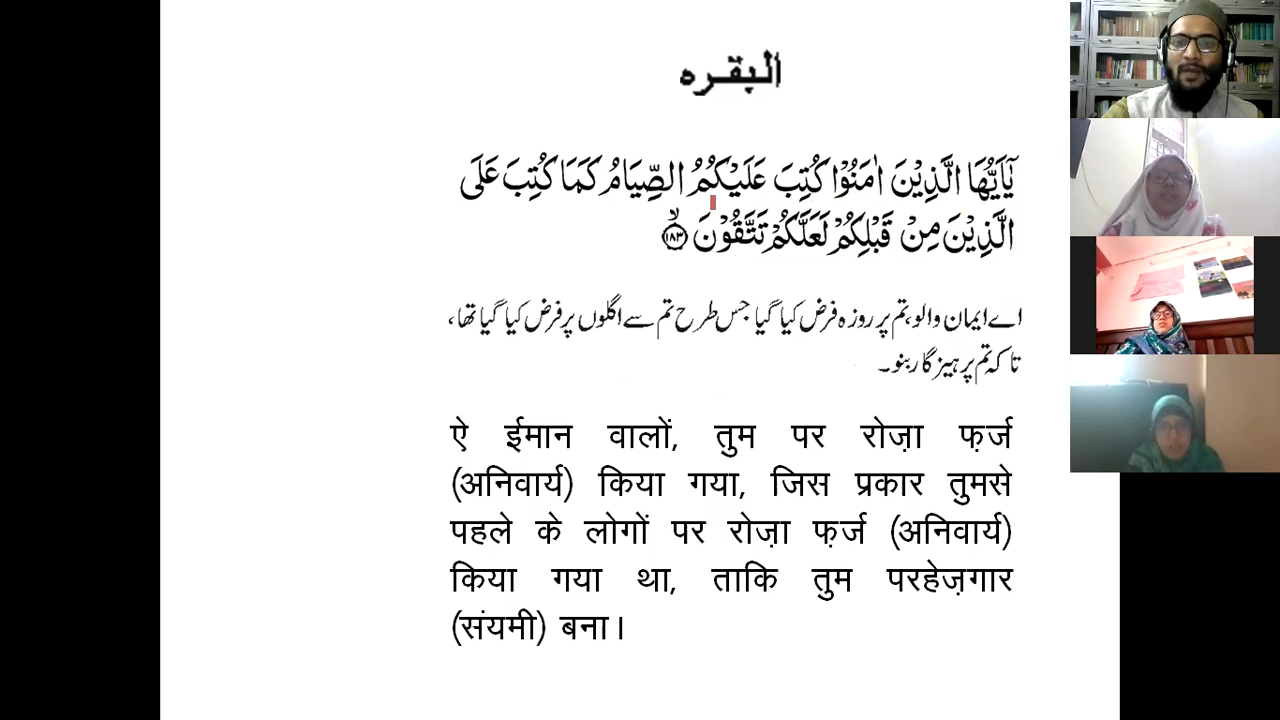 البقره
يٰۤاَيُّهَا الَّذِيْنَ اٰمَنُوْا كُتِبَ عَلَيْكُمُ الصِّيَامُ كَمَا كُتِبَ عَلَى
الَّذِيْنَ مِنْ قَبْلِكُمْ لَعَلَّكُمْ تَتَّقُوْنَ ۙ‏﴿۱۸۳﴾
اے ایمان والو، تم پر روزہ فرض کیا گیا جس طرح تم سے اگلوں پر فرض کیا گیا تھا،
تا کہ تم پرہیزگار بنو۔
ऐ ईमान वालों, तुम पर रोज़ा फ़र्ज
(अनिवार्य) किया गया, जिस प्रकार तुमसे
पहले के लोगों पर रोज़ा फ़र्ज (अनिवार्य)
किया गया था, ताकि तुम परहेज़गार
(संयमी) बना।